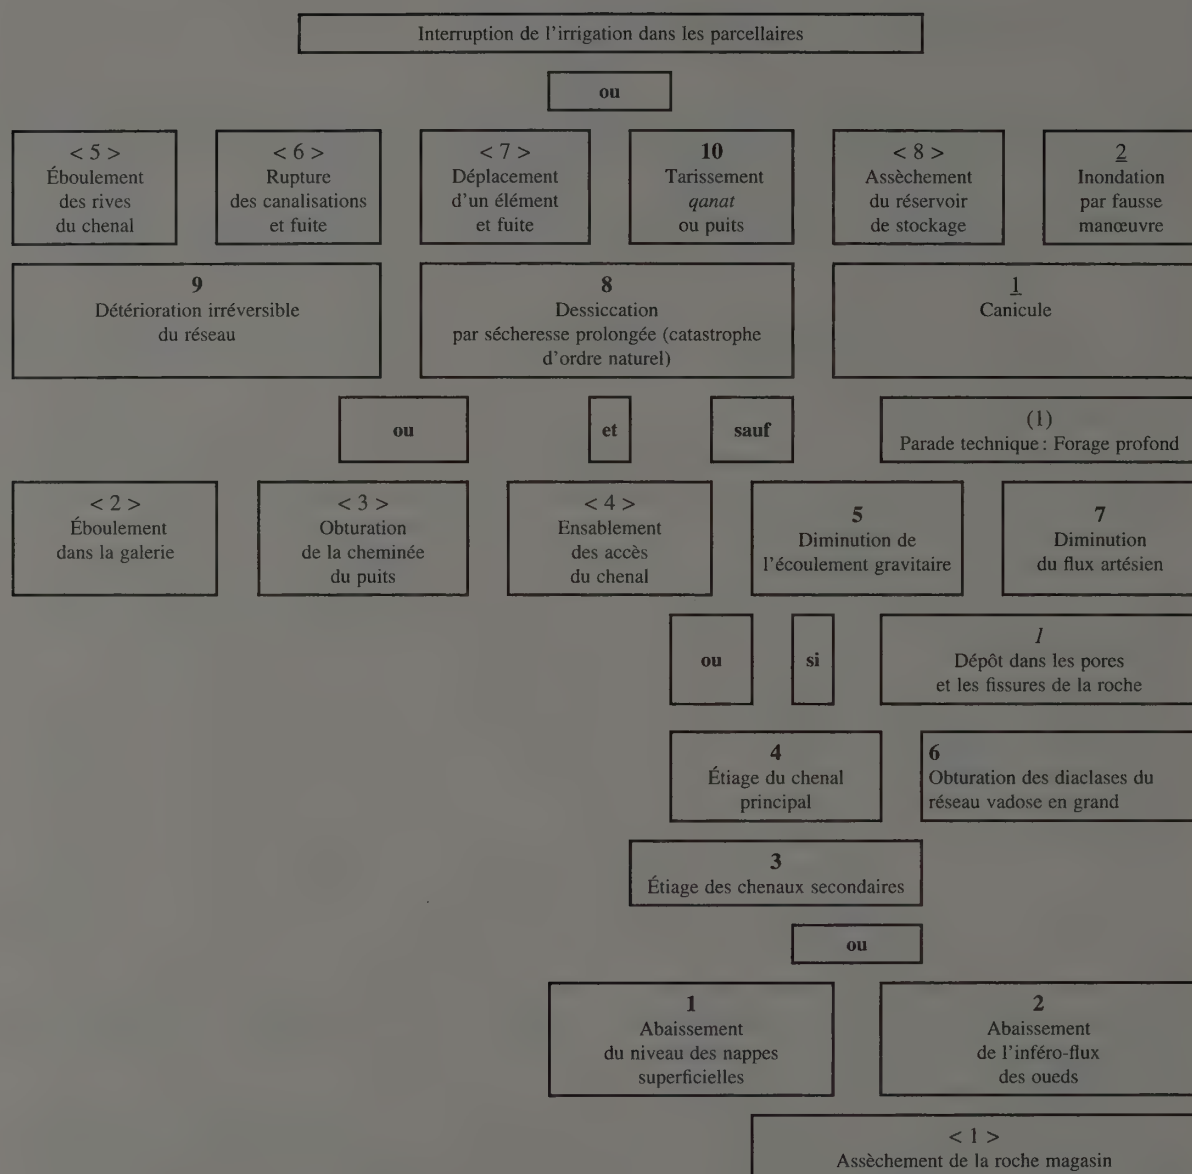 Interruption de l'irrigation dans les parcellaires
ou
< 5 >
Éboulement
des rives
du chenal
< 6 >
Rupture
des canalisations
et fuite
< 7 >
Déplacement
d'un élément
et fuite
10
Tarissement
qanat
ou puits
< 8 >
Assèchement
du réservoir
de stockage
2
Inondation
par fausse
manœuvre
9
Détérioration irréversible
du réseau
8
Dessiccation
par sécheresse prolongée (catastrophe
d'ordre naturel)
1
Canicule
ou
et
sauf
(1)
Parade technique : Forage profond
< 2 >
Éboulement
dans la galerie
< 3 >
Obturation
de la cheminée
du puits
< 4 >
Ensablement
des accès
du chenal
5
Diminution de
l'écoulement gravitaire
7
Diminution
du flux artésien
ou
si
1
Dépôt dans les pores
et les fissures de la roche
4
Étiage du chenal
principal
6
Obturation des diaclases du
réseau vadose en grand
3
Étiage des chenaux secondaires
ou
1
Abaissement
du niveau des nappes
superficielles
2
Abaissement
de l'inféro-flux
des oueds
< 1 >
Assèchement de la roche magasin